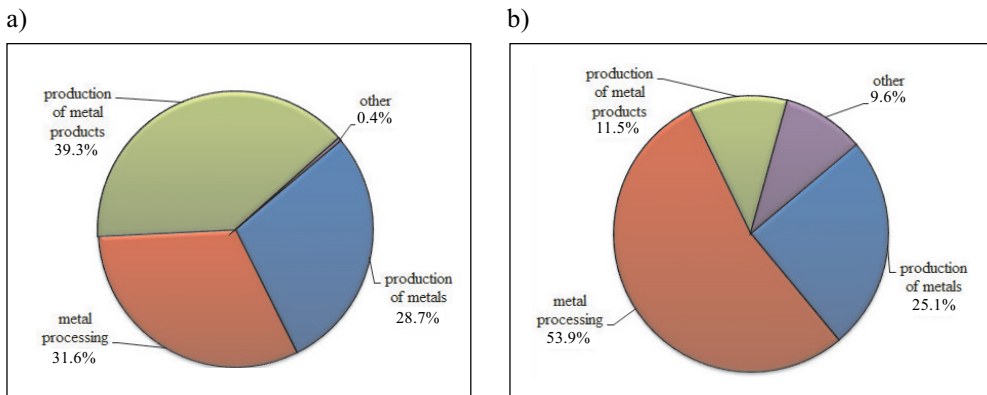 a)
production
of metal
products
39.3%
other
0.4%
production
of metals
28.7%
metal
processing
31.6%
b)
production
of metal
products
11.5%
other
9.6%
production
of metals
25.1%
metal
processing
53.9%